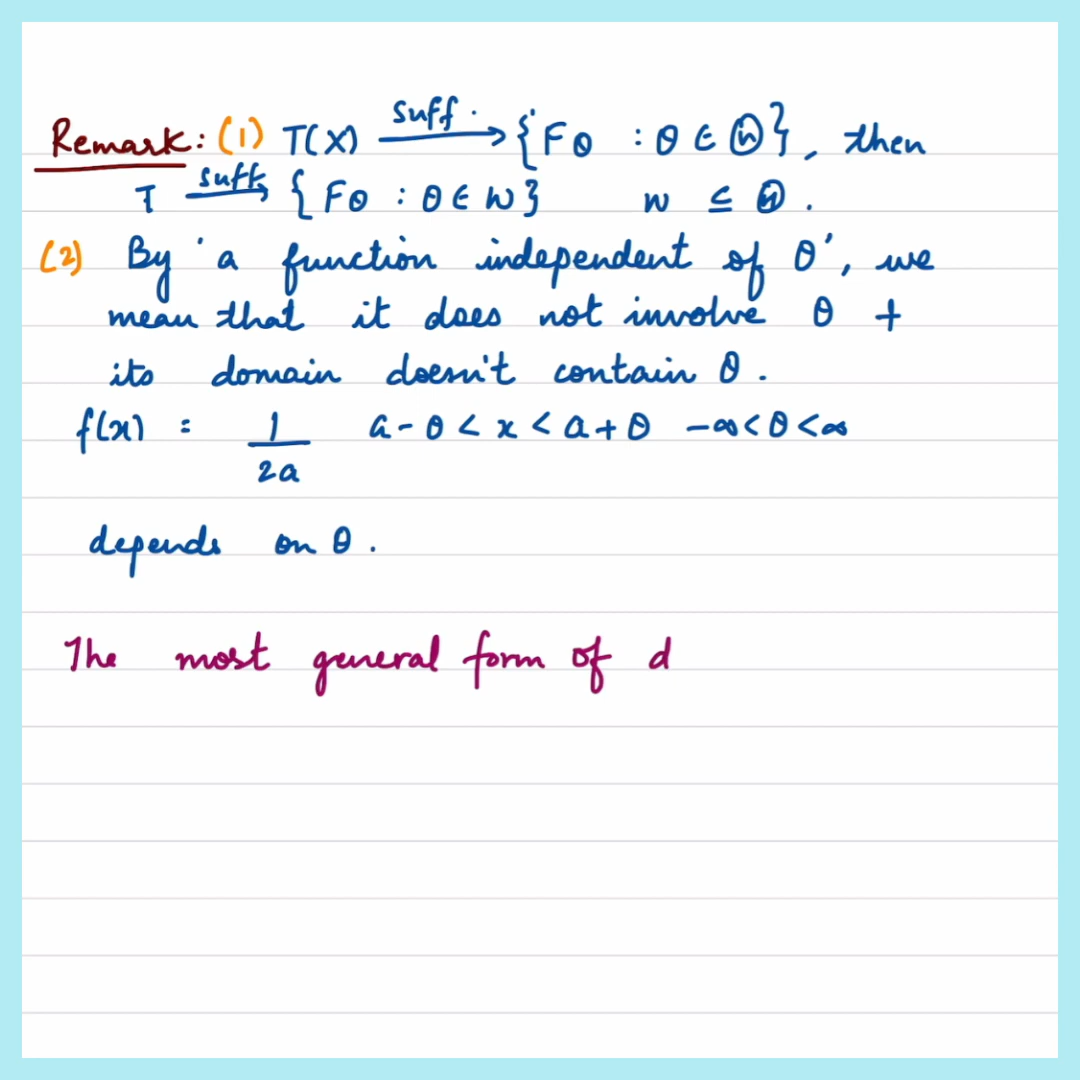 Remark: (1) T(X) suff. → {Fθ : θ ∈ Ⓗ}, then
T suff. → {Fθ : θ ∈ W} W ⊆ Ⓗ.
(2) By 'a function independent of θ', we
mean that it does not involve θ +
its domain doesn't contain θ.
f(x) = 1/2a a-θ < x < a+θ -∞ < θ < ∞
depends on θ.
The most general form of d